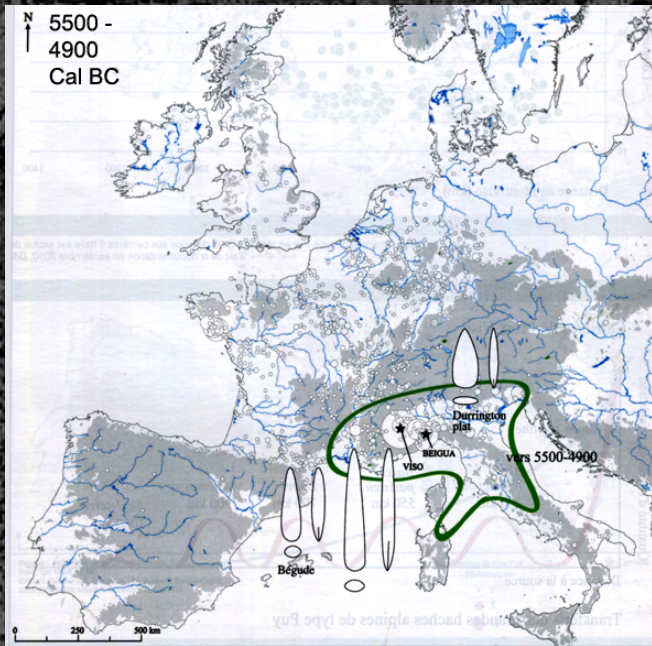 N
5500 -
4900
Cal BC
Durrington
plat
BEIGUA
VISO
vers 5500-4900
Bégude
0
250
500 km